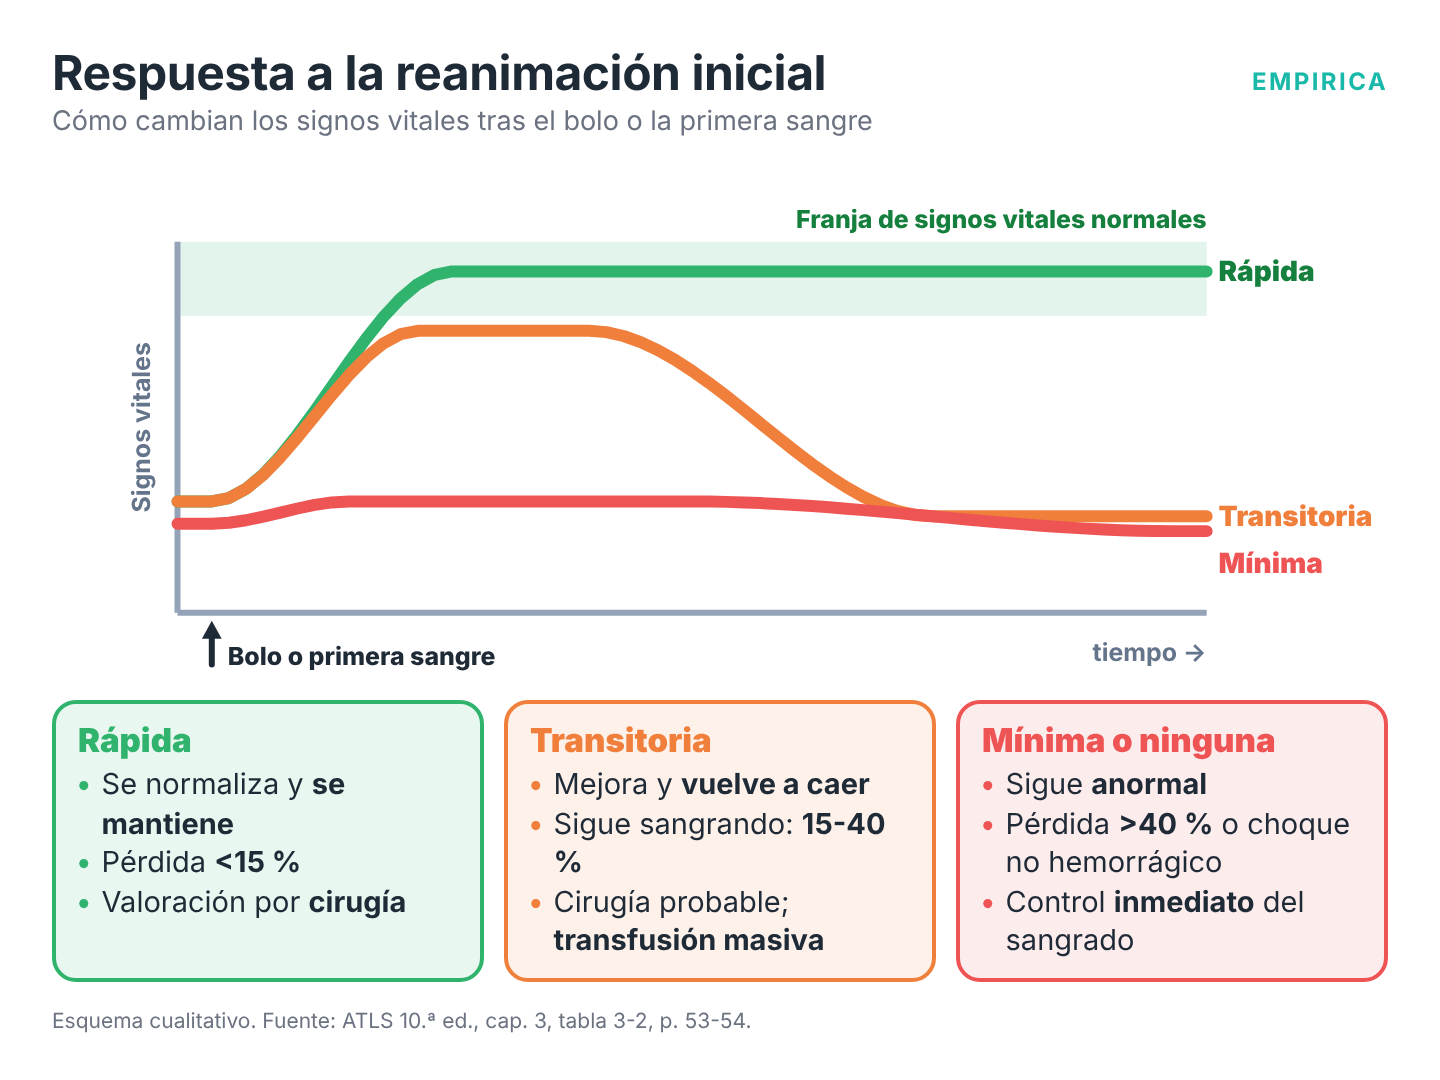 Respuesta a la reanimación inicial
EMPIRICA
Cómo cambian los signos vitales tras el bolo o la primera sangre
Franja de signos vitales normales
Rápida
Signos vitales
Transitoria
Mínima
Bolo o primera sangre
tiempo →
Rápida
• Se normaliza y se
mantiene
• Pérdida <15 %
• Valoración por cirugía
Transitoria
• Mejora y vuelve a caer
• Sigue sangrando: 15-40
%
• Cirugía probable;
transfusión masiva
Mínima o ninguna
• Sigue anormal
• Pérdida >40 % o choque
no hemorrágico
• Control inmediato del
sangrado
Esquema cualitativo. Fuente: ATLS 10.ª ed., cap. 3, tabla 3-2, p. 53-54.